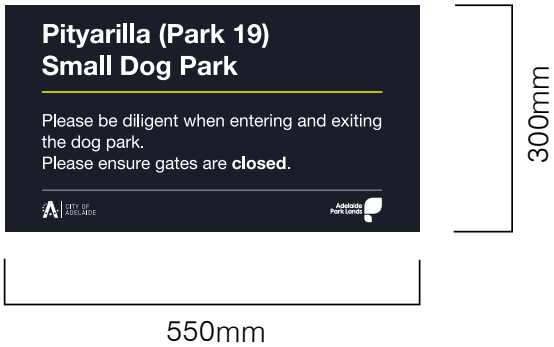 Pityarilla (Park 19)
Small Dog Park
Please be diligent when entering and exiting
the dog park.
Please ensure gates are closed.
CITY OF
ADELAIDE
Adelaide
Park Lands
300mm
550mm